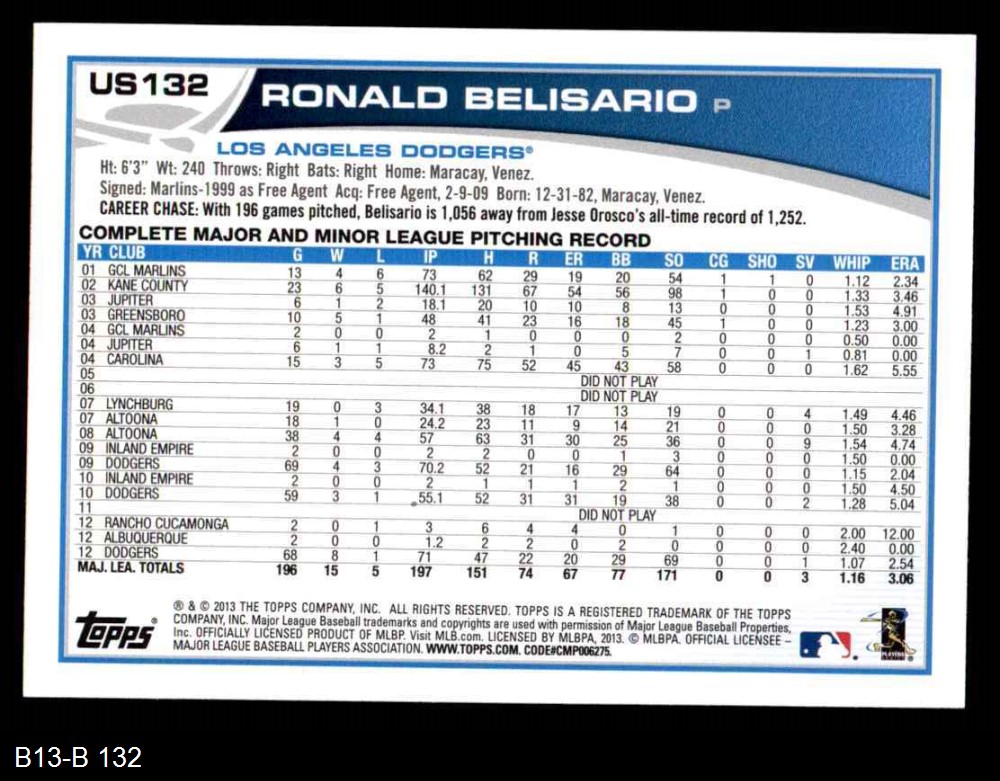 US132
RONALD BELISARIO P
LOS ANGELES DODGERS®
Ht: 6'3" Wt: 240 Throws: Right Bats: Right Home: Maracay, Venez.
Signed: Marlins-1999 as Free Agent Acq: Free Agent, 2-9-09 Born: 12-31-82, Maracay, Venez.
CAREER CHASE: With 196 games pitched, Belisario is 1,056 away from Jesse Orosco's all-time record of 1,252.
COMPLETE MAJOR AND MINOR LEAGUE PITCHING RECORD
YR CLUB G W L IP H R ER BB SO CG SHO SV WHIP ERA
01 GCL MARLINS 13 4 6 73 62 29 19 20 54 1 1 0 1.12 2.34
02 KANE COUNTY 23 6 5 140.1 131 67 54 56 98 1 0 0 1.33 3.46
03 JUPITER 6 1 2 18.1 20 10 10 8 13 0 0 0 1.53 4.91
03 GREENSBORO 10 5 1 48 41 23 16 18 45 1 0 0 1.23 3.00
04 GCL MARLINS 2 0 0 2 1 0 0 0 2 0 0 0 0.50 0.00
04 JUPITER 6 1 1 8.2 2 1 0 5 7 0 0 1 0.81 0.00
04 CAROLINA 15 3 5 73 75 52 45 43 58 0 0 0 1.62 5.55
05 DID NOT PLAY
06 DID NOT PLAY
07 LYNCHBURG 19 0 3 34.1 38 18 17 13 19 0 0 4 1.49 4.46
07 ALTOONA 18 1 0 24.2 23 11 9 14 21 0 0 0 1.50 3.28
08 ALTOONA 38 4 4 57 63 31 30 25 36 0 0 9 1.54 4.74
09 INLAND EMPIRE 2 0 0 2 2 0 0 1 3 0 0 0 1.50 0.00
09 DODGERS 69 4 3 70.2 52 21 16 29 64 0 0 0 1.15 2.04
10 INLAND EMPIRE 2 0 0 2 1 1 1 2 1 0 0 0 1.50 4.50
10 DODGERS 59 3 1 55.1 52 31 31 19 38 0 0 2 1.28 5.04
11 DID NOT PLAY
12 RANCHO CUCAMONGA 2 0 1 3 6 4 4 0 1 0 0 0 2.00 12.00
12 ALBUQUERQUE 2 0 0 1.2 2 2 0 2 0 0 0 0 2.40 0.00
12 DODGERS 68 8 1 71 47 22 20 29 69 0 0 1 1.07 2.54
MAJ. LEA. TOTALS 196 15 5 197 151 74 67 77 171 0 0 3 1.16 3.06
Topps®
® & © 2013 THE TOPPS COMPANY, INC. ALL RIGHTS RESERVED. TOPPS IS A REGISTERED TRADEMARK OF THE TOPPS
COMPANY, INC. Major League Baseball trademarks and copyrights are used with permission of Major League Baseball Properties,
Inc. OFFICIALLY LICENSED PRODUCT OF MLBP. Visit MLB.com. LICENSED BY MLBPA, 2013. © MLBPA. OFFICIAL LICENSEE –
MAJOR LEAGUE BASEBALL PLAYERS ASSOCIATION. WWW.TOPPS.COM. CODE#CMP006275.
B13-B 132